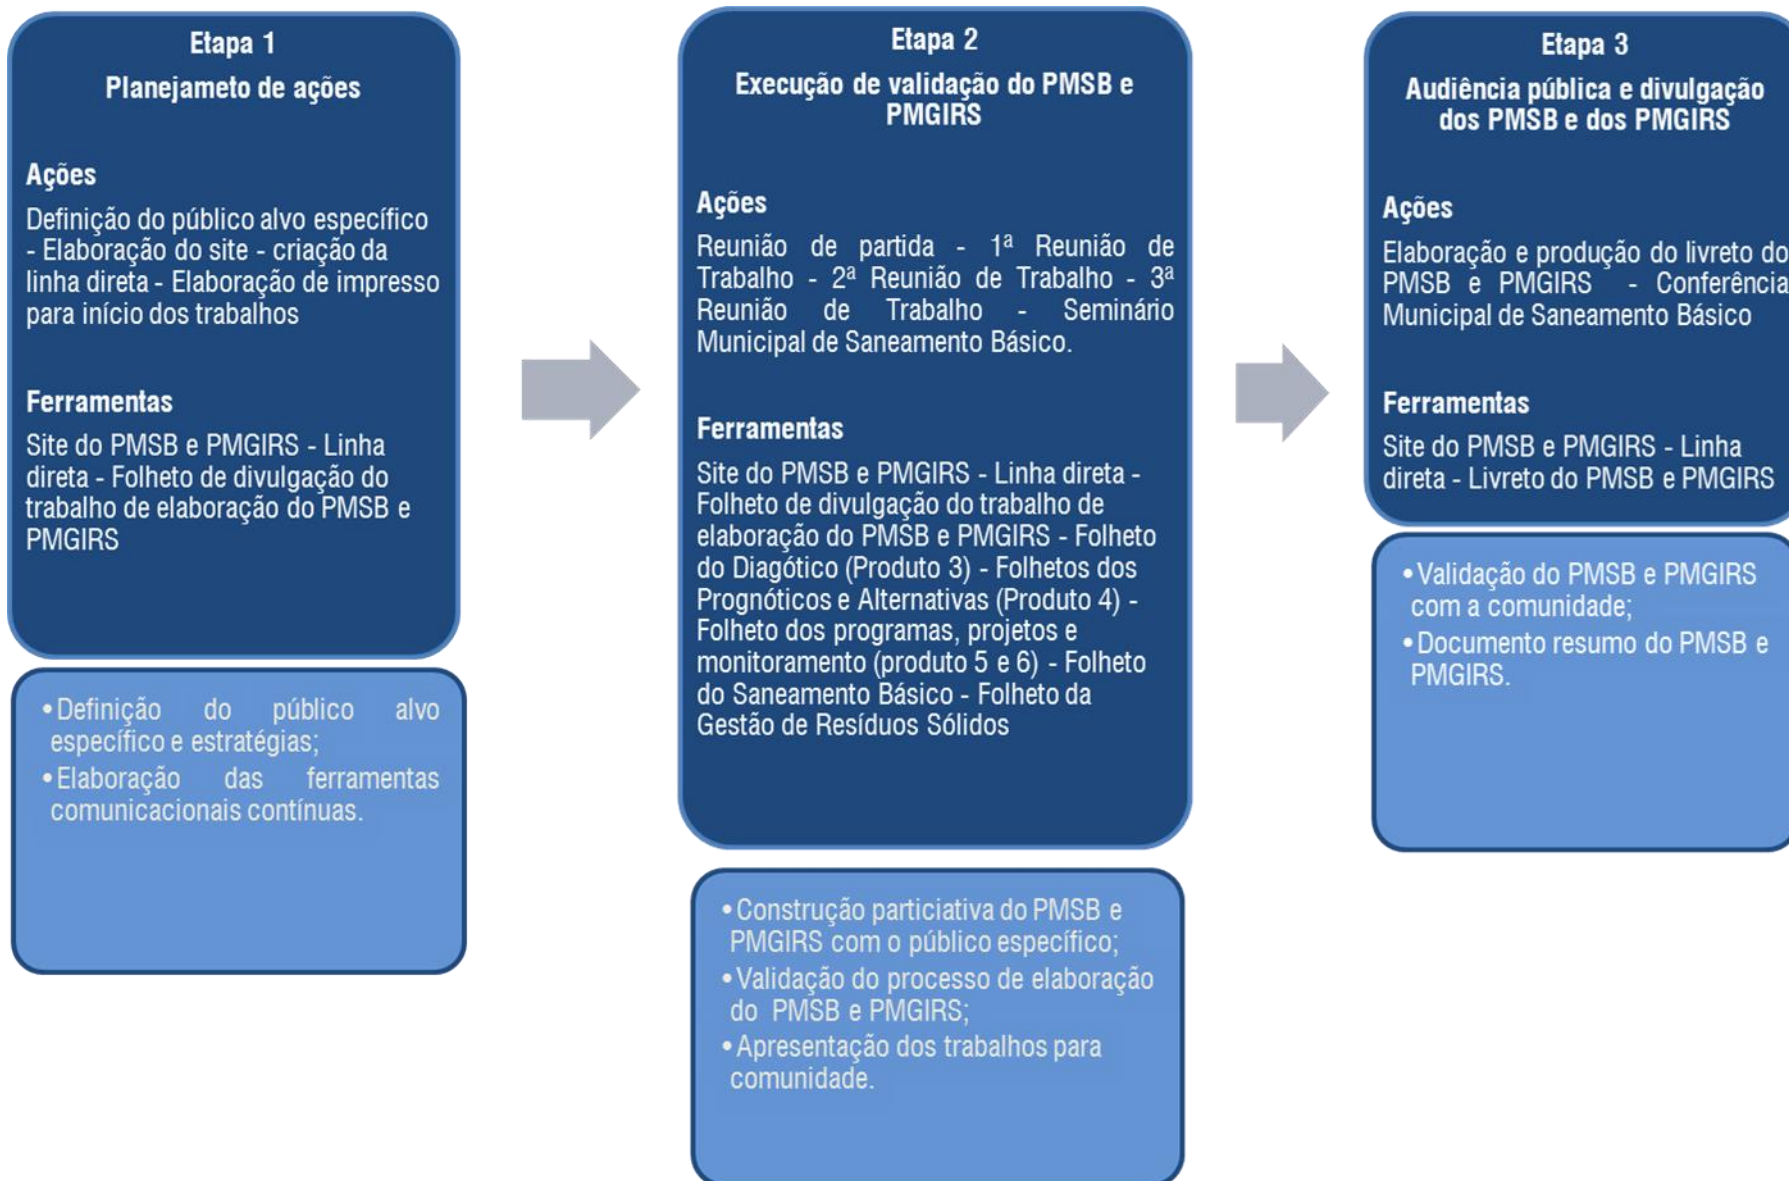 Etapa 1
Planejameto de ações
Ações
Definição do público alvo específico
- Elaboração do site - criação da
linha direta - Elaboração de impresso
para início dos trabalhos
Ferramentas
Site do PMSB e PMGIRS - Linha
direta - Folheto de divulgação do
trabalho de elaboração do PMSB e
PMGIRS
•Definição do público alvo
específico e estratégias;
•Elaboração das ferramentas
comunicacionais contínuas.
Etapa 2
Execução de validação do PMSB e
PMGIRS
Ações
Reunião de partida - 1ª Reunião de
Trabalho - 2ª Reunião de Trabalho - 3ª
Reunião de Trabalho - Seminário
Municipal de Saneamento Básico.
Ferramentas
Site do PMSB e PMGIRS - Linha direta -
Folheto de divulgação do trabalho de
elaboração do PMSB e PMGIRS - Folheto
do Diagótico (Produto 3) - Folhetos dos
Prognóticos e Alternativas (Produto 4) -
Folheto dos programas, projetos e
monitoramento (produto 5 e 6) - Folheto
do Saneamento Básico - Folheto da
Gestão de Resíduos Sólidos
•Construção particiativa do PMSB e
PMGIRS com o público específico;
•Validação do processo de elaboração
do PMSB e PMGIRS;
•Apresentação dos trabalhos para
comunidade.
Etapa 3
Audiência pública e divulgação
dos PMSB e dos PMGIRS
Ações
Elaboração e produção do livreto do
PMSB e PMGIRS - Conferência
Municipal de Saneamento Básico
Ferramentas
Site do PMSB e PMGIRS - Linha
direta - Livreto do PMSB e PMGIRS
•Validação do PMSB e PMGIRS
com a comunidade;
•Documento resumo do PMSB e
PMGIRS.